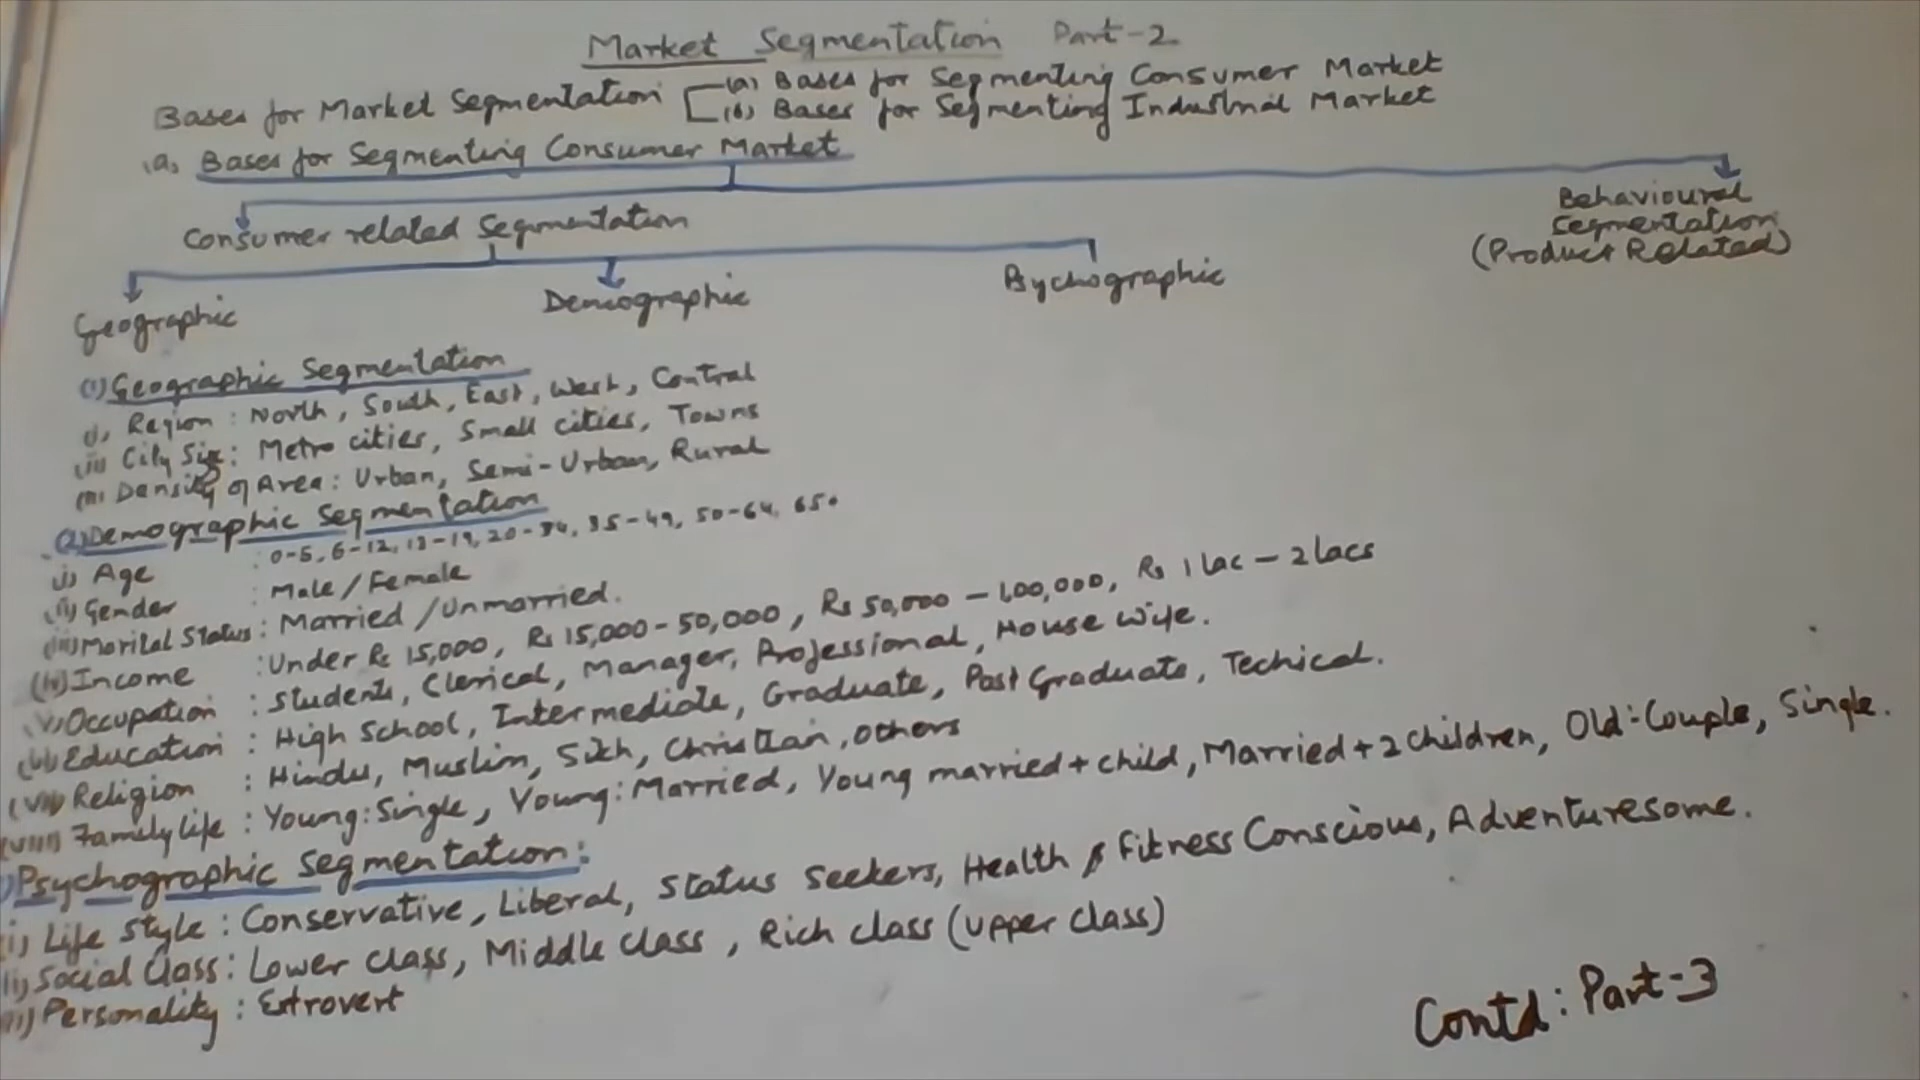 Market Segmentation Part-2
Bases for Market Segmentation (a) Bases for Segmenting Consumer Market
(b) Bases for Segmenting Industrial Market
(a) Bases for Segmenting Consumer Market
Consumer related Segmentation
Behavioural
Segmentation
(Product Related)
Geographic Demographic Psychographic
(1) Geographic Segmentation
(i) Region : North, South, East, West, Central
(ii) City Size : Metro cities, Small cities, Towns
(iii) Density of Area : Urban, Semi-Urban, Rural
(2) Demographic Segmentation
(i) Age : 0-5, 6-12, 13-19, 20-34, 35-49, 50-64, 65+
(ii) Gender : Male / Female
(iii) Marital Status : Married / Unmarried.
(iv) Income : Under Rs 15,000, Rs 15,000-50,000, Rs 50,000 - 1,00,000, Rs 1 lac - 2 lacs
(v) Occupation : Students, Clerical, Manager, Professional, House wife.
(vi) Education : High School, Intermediate, Graduate, Post Graduate, Techical.
(vii) Religion : Hindu, Muslim, Sikh, Christian, others
(viii) Family life : Young: Single, Young: Married, Young married + child, Married + 2 children, Old: Couple, Single.
) Psychographic Segmentation:
(i) Life Style : Conservative, Liberal, Status Seekers, Health & Fitness Conscious, Adventuresome.
ii) Social Class : Lower class, Middle class, Rich class (Upper class)
iii) Personality : Extrovert
Contd: Part-3